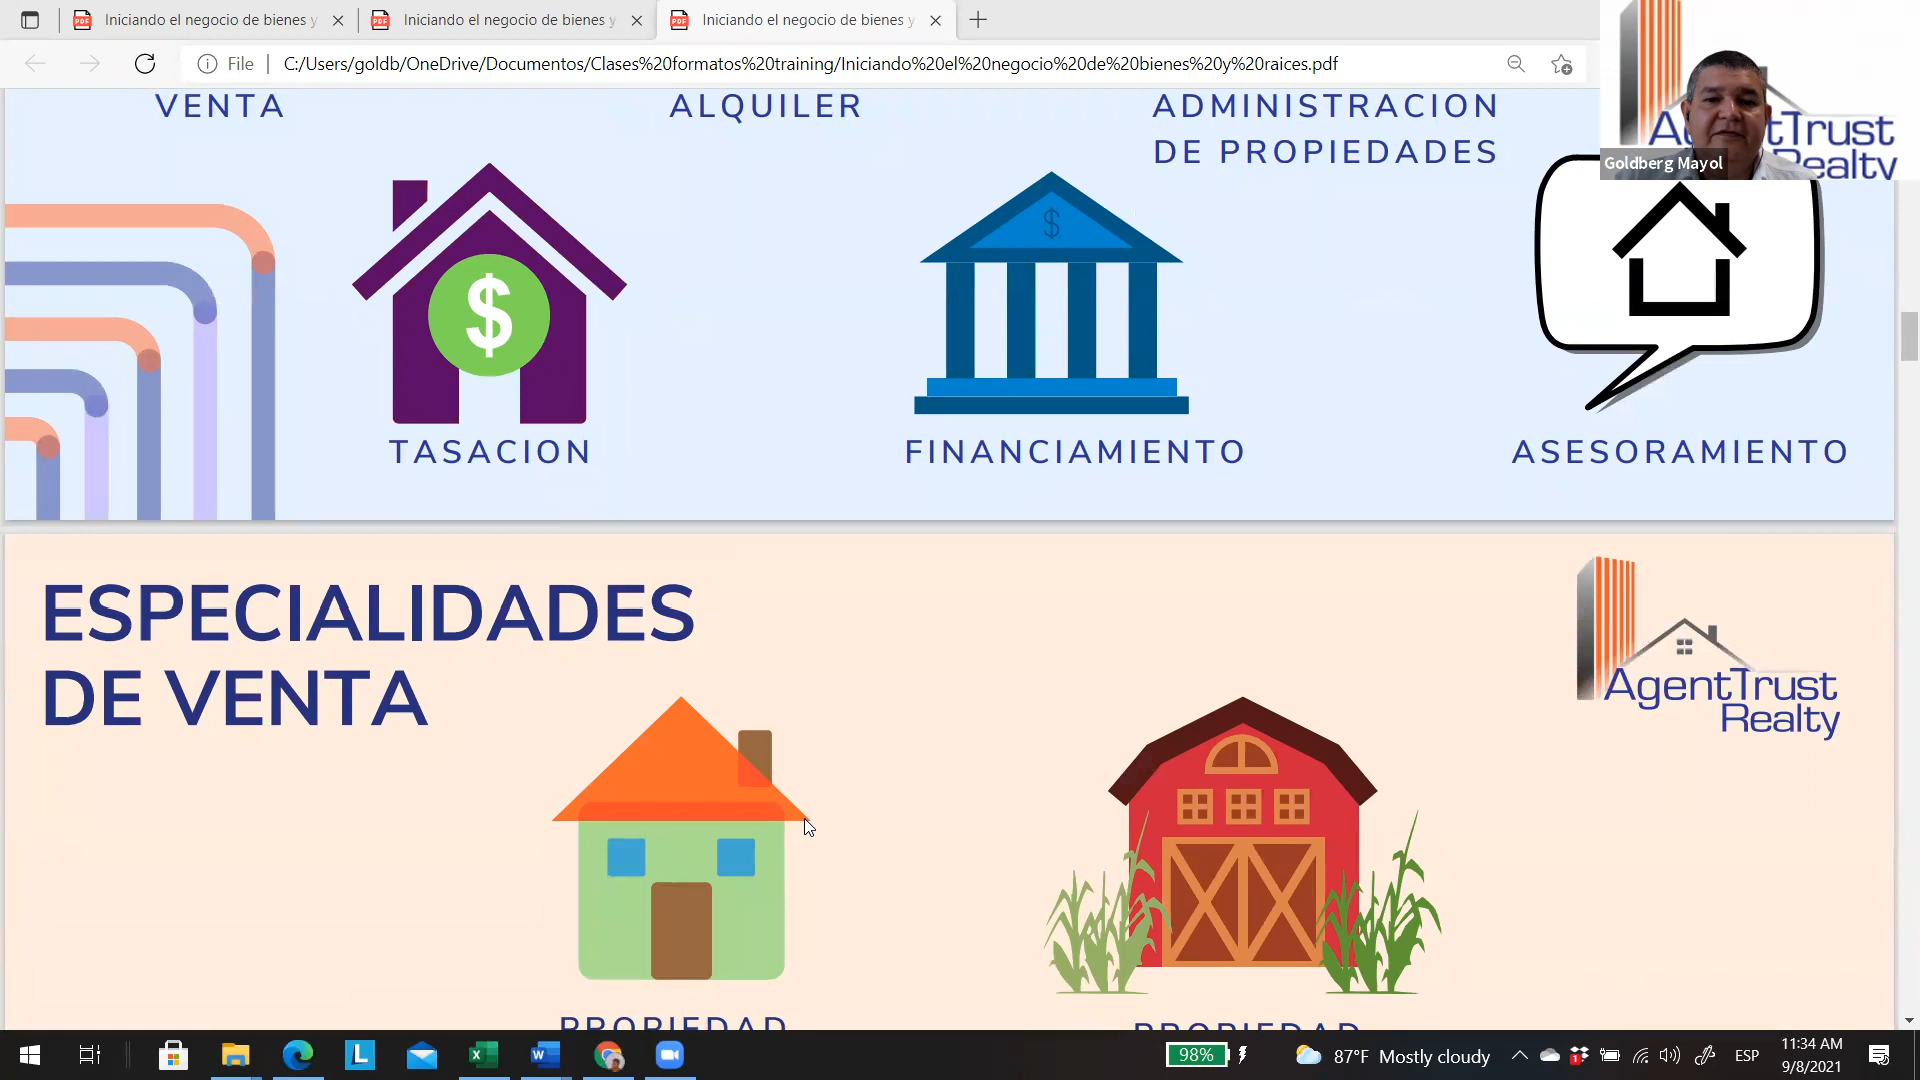 Iniciando el negocio de bienes y
Iniciando el negocio de bienes y
Iniciando el negocio de bienes y
File
C:/Users/goldb/OneDrive/Documentos/Clases%20formatos%20training/Iniciando%20el%20negocio%20de%20bienes%20y%20raices.pdf
Goldberg Mayol
VENTA
ALQUILER
ADMINISTRACION
DE PROPIEDADES
$
$
TASACION
FINANCIAMIENTO
ASESORAMIENTO
ESPECIALIDADES
DE VENTA
AgentTrust
Realty
PROPIEDAD
PROPIEDAD
98%
87°F Mostly cloudy
ESP
11:34 AM
9/8/2021